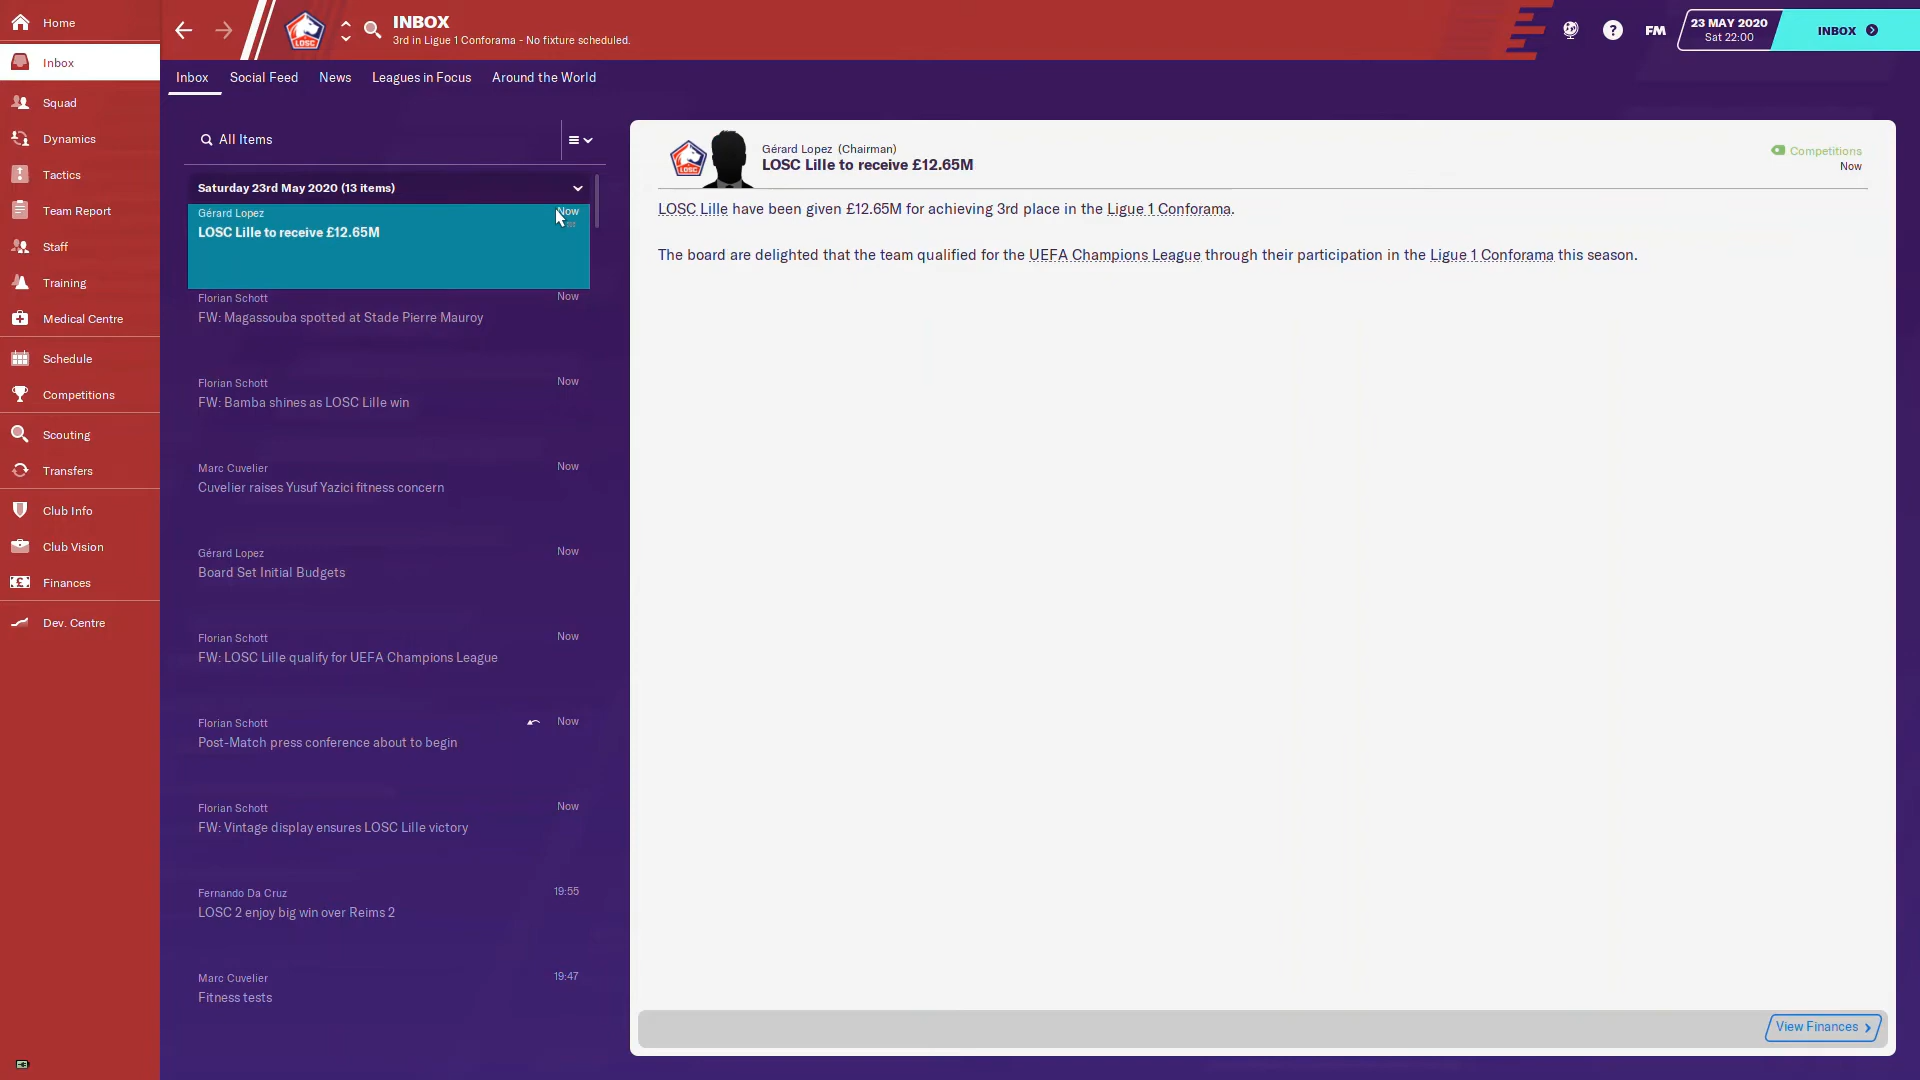 Home
Inbox
Squad
Dynamics
Tactics
Team Report
Staff
Training
Medical Centre
Schedule
Competitions
Scouting
Transfers
Club Info
Club Vision
Finances
Dev. Centre
LOSC
INBOX
3rd in Ligue 1 Conforama - No fixture scheduled.
?
FM
23 MAY 2020
Sat 22:00
INBOX
Inbox
Social Feed
News
Leagues in Focus
Around the World
All Items
Saturday 23rd May 2020 (13 items)
Gérard Lopez
Now
LOSC Lille to receive £12.65M
Florian Schott
Now
FW: Magassouba spotted at Stade Pierre Mauroy
Florian Schott
Now
FW: Bamba shines as LOSC Lille win
Marc Cuvelier
Now
Cuvelier raises Yusuf Yazici fitness concern
Gérard Lopez
Now
Board Set Initial Budgets
Florian Schott
Now
FW: LOSC Lille qualify for UEFA Champions League
Florian Schott
Now
Post-Match press conference about to begin
Florian Schott
Now
FW: Vintage display ensures LOSC Lille victory
Fernando Da Cruz
19:55
LOSC 2 enjoy big win over Reims 2
Marc Cuvelier
19:47
Fitness tests
LOSC
Gérard Lopez (Chairman)
LOSC Lille to receive £12.65M
Competitions
Now
LOSC Lille have been given £12.65M for achieving 3rd place in the Ligue 1 Conforama.
The board are delighted that the team qualified for the UEFA Champions League through their participation in the Ligue 1 Conforama this season.
View Finances